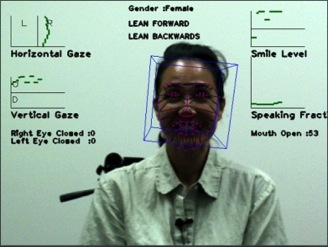 Gender :Female
LEAN FORWARD
LEAN BACKWARDS
L R
Horizontal Gaze
U
D
Vertical Gaze
Right Eye Closed :0
Left Eye Closed :0
Smile Level
Speaking Fracti
Mouth Open :53